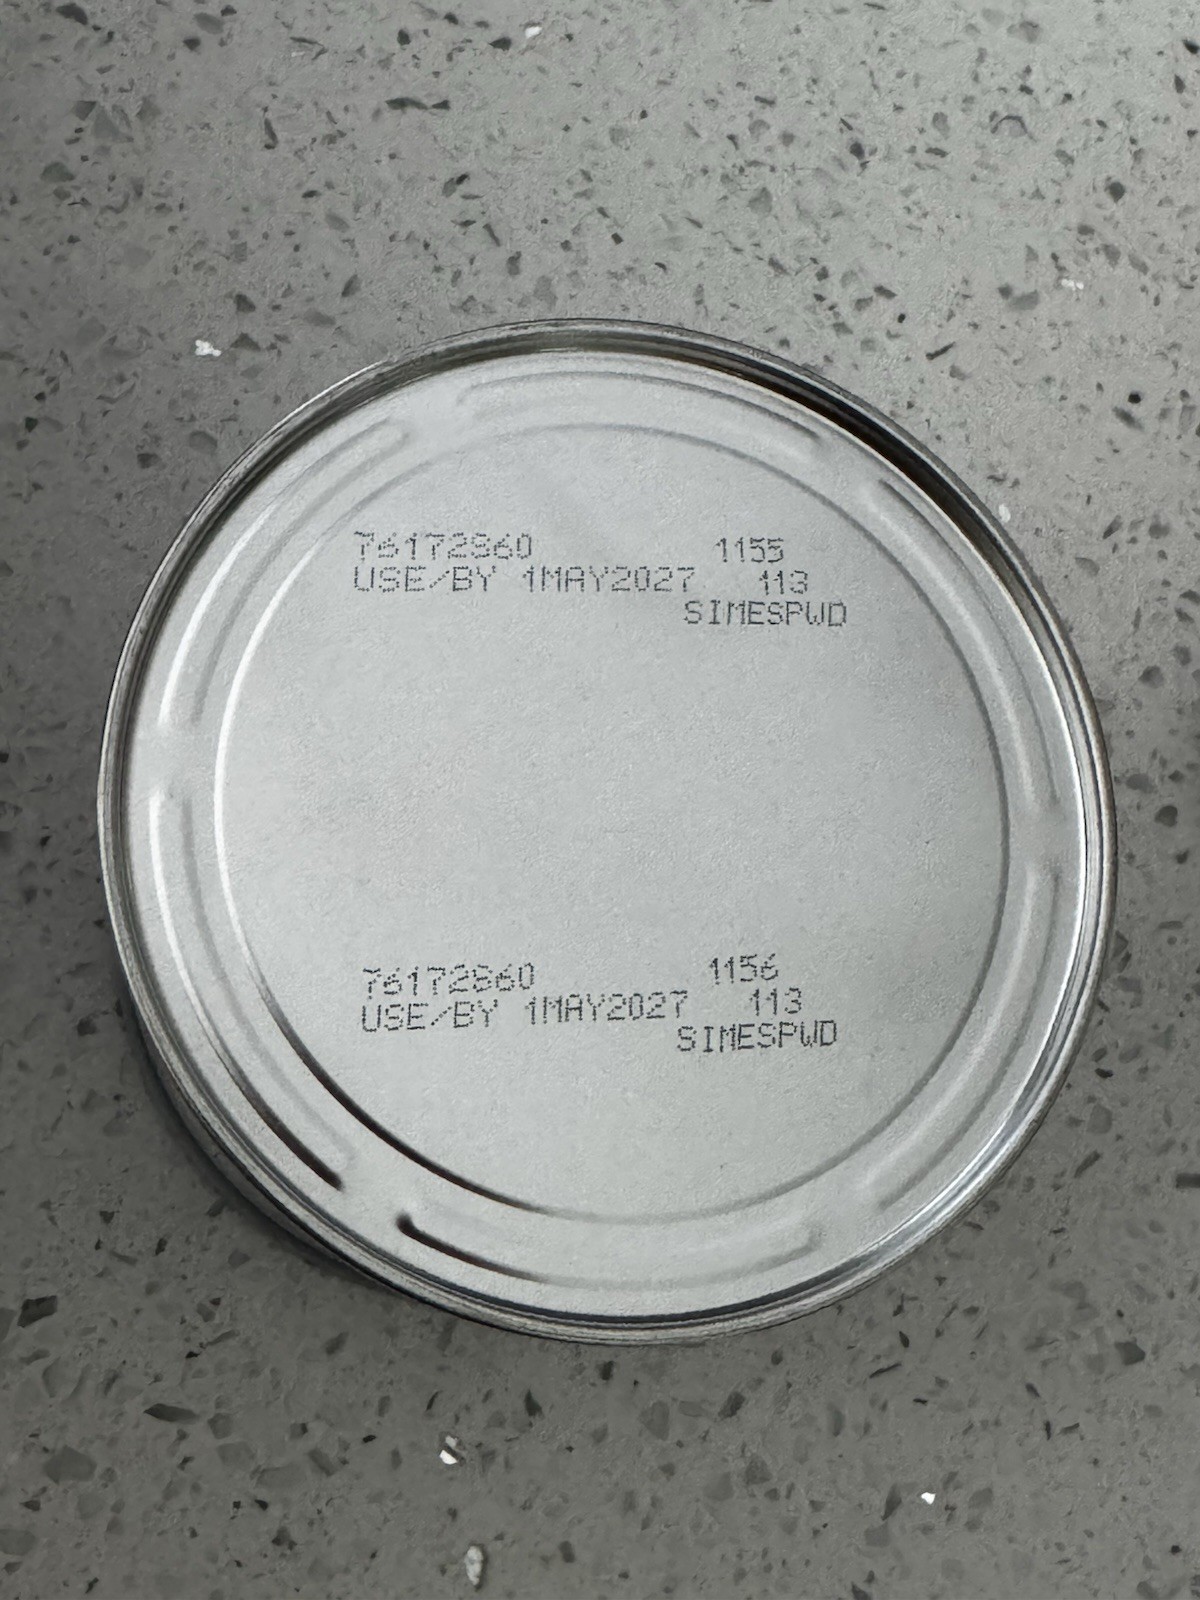 76172860 1155
USE/BY 1MAY2027 113
SIMESPWD
76172860 1156
USE/BY 1MAY2027 113
SIMESPWD